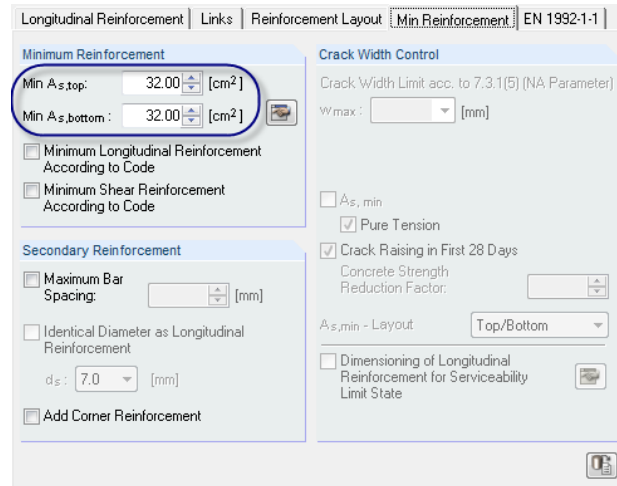 Longitudinal Reinforcement Links Reinforcement Layout Min Reinforcement EN 1992-1-1
Minimum Reinforcement
Min As,top: 32.00 [cm²]
Min As,bottom : 32.00 [cm²]
Minimum Longitudinal Reinforcement
According to Code
Minimum Shear Reinforcement
According to Code
Secondary Reinforcement
Maximum Bar
Spacing: [mm]
Identical Diameter as Longitudinal
Reinforcement
ds : 7.0 [mm]
Add Corner Reinforcement
Crack Width Control
Crack Width Limit acc. to 7.3.1(5) (NA Parameter)
wmax : [mm]
As, min
Pure Tension
Crack Raising in First 28 Days
Concrete Strength
Reduction Factor:
As,min - Layout Top/Bottom
Dimensioning of Longitudinal
Reinforcement for Serviceability
Limit State